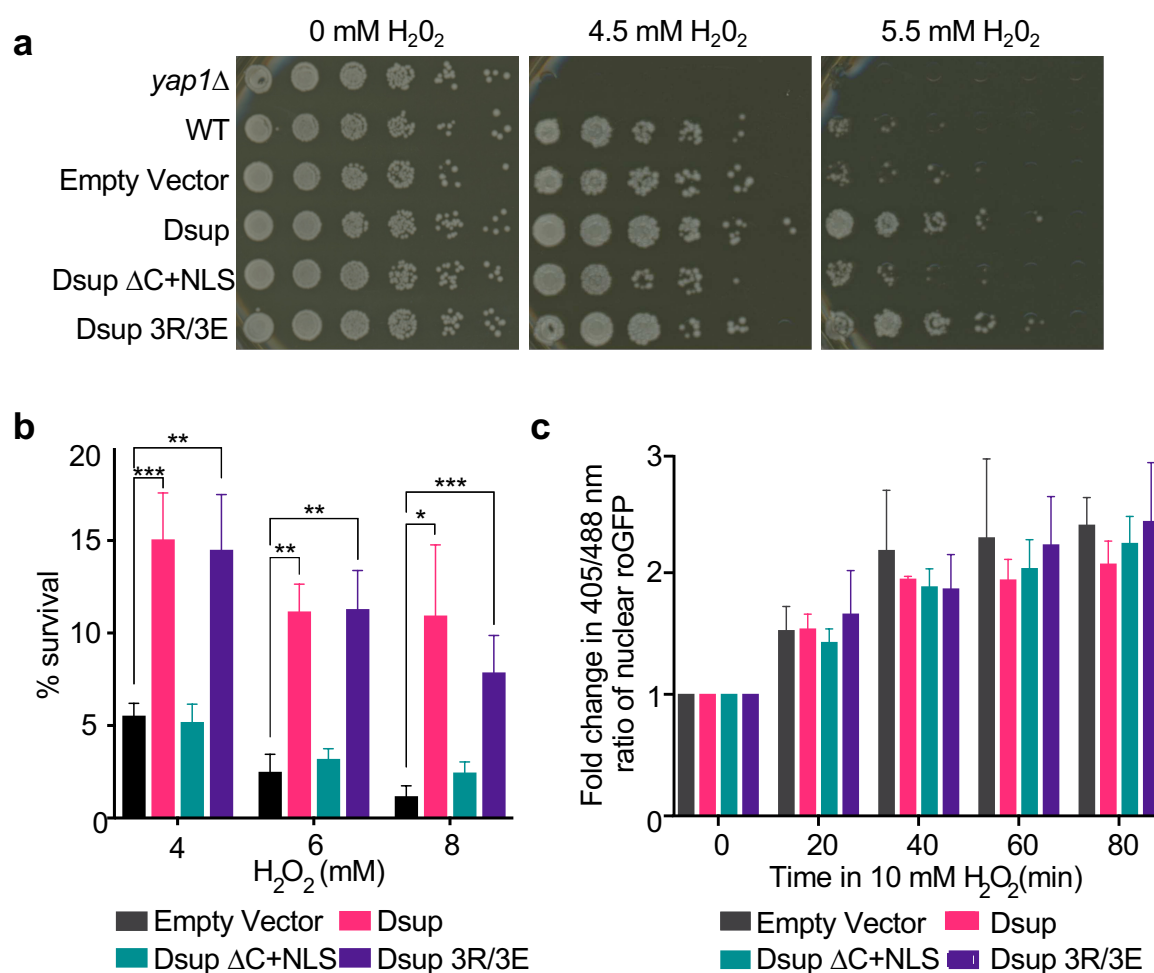 a
0 mM H₂O₂
4.5 mM H₂O₂
5.5 mM H₂O₂
yap1Δ
WT
Empty Vector
Dsup
Dsup ΔC+NLS
Dsup 3R/3E
b
% survival
20
15
10
5
0
***
**
**
**
*
***
4
6
8
H₂O₂ (mM)
Empty Vector
Dsup
Dsup ΔC+NLS
Dsup 3R/3E
c
Fold change in 405/488 nm
ratio of nuclear roGFP
3
2
1
0
0
20
40
60
80
Time in 10 mM H₂O₂(min)
Empty Vector
Dsup
Dsup ΔC+NLS
Dsup 3R/3E